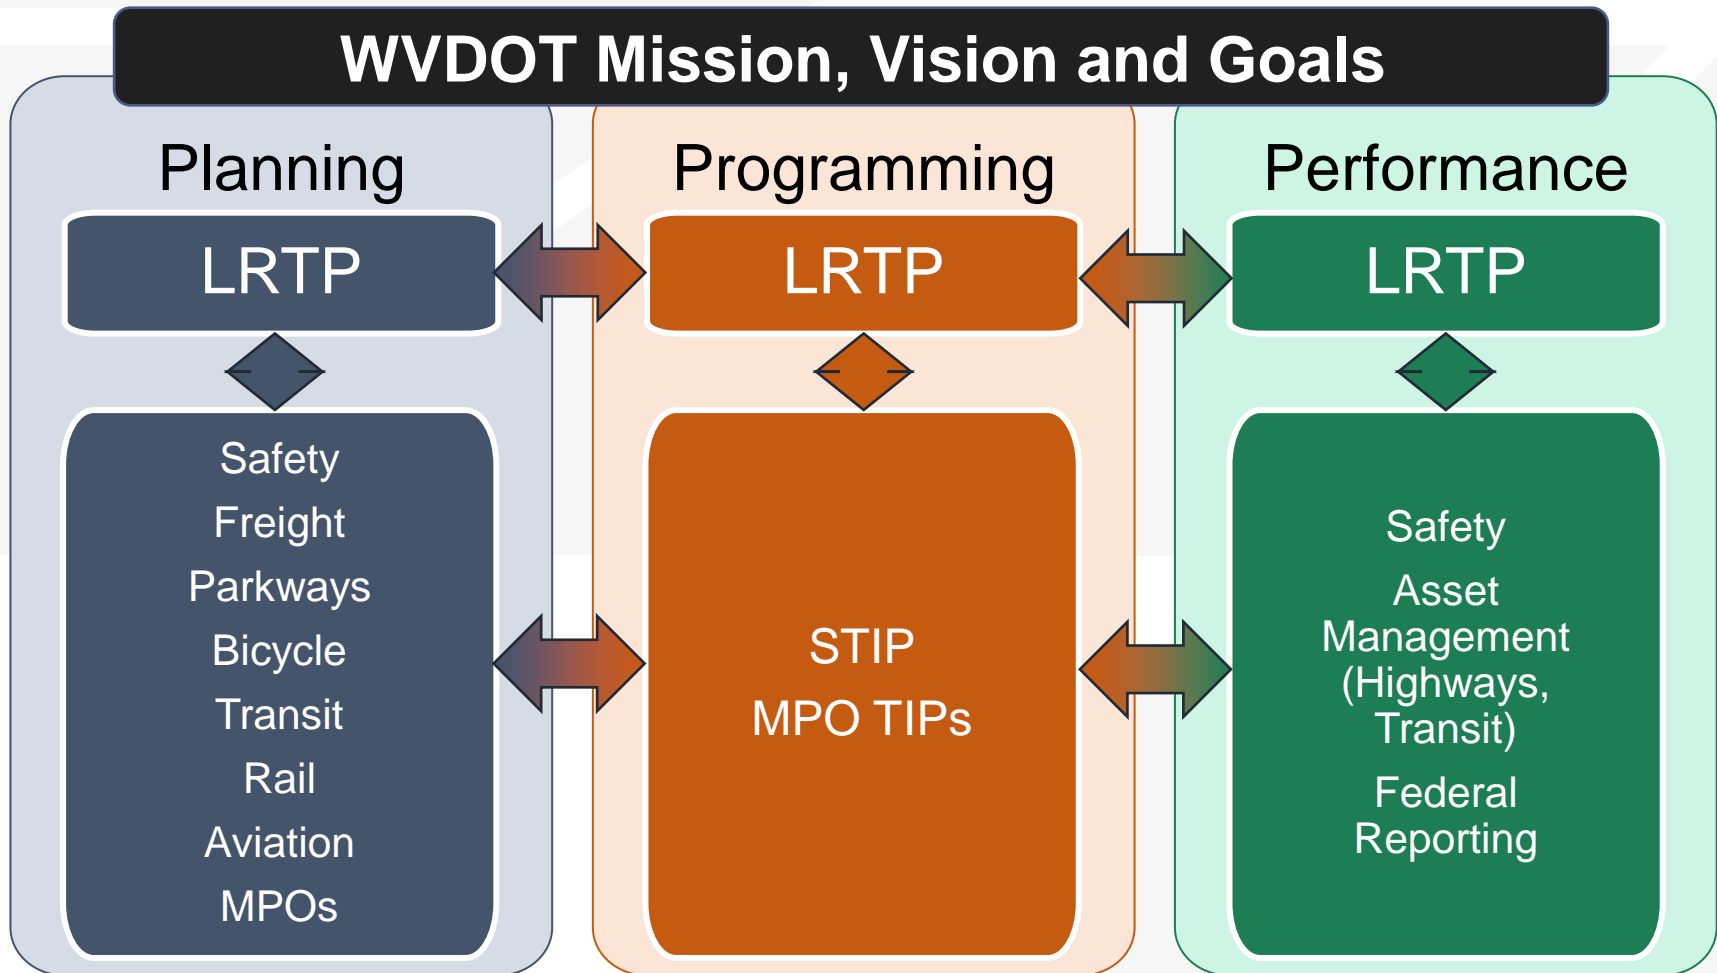 WVDOT Mission, Vision and Goals
Planning
LRTP
Safety
Freight
Parkways
Bicycle
Transit
Rail
Aviation
MPOs
Programming
LRTP
STIP
MPO TIPs
Performance
LRTP
Safety
Asset
Management
(Highways,
Transit)
Federal
Reporting